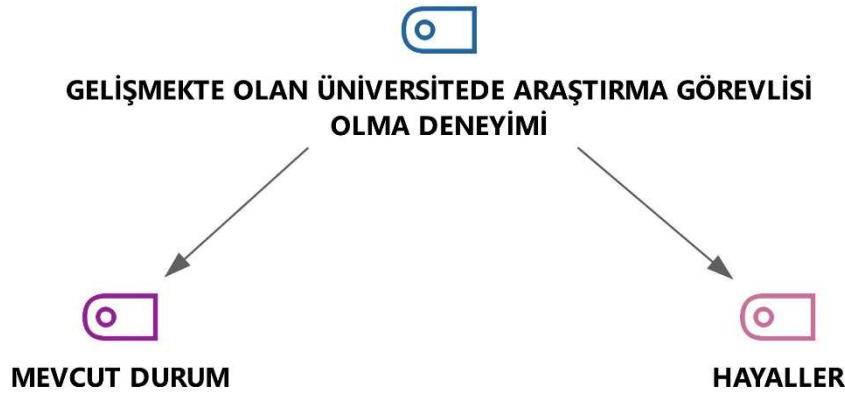 GELİŞMEKTE OLAN ÜNİVERSİTEDE ARAŞTIRMA GÖREVLİSİ
OLMA DENEYİMİ
MEVCUT DURUM
HAYALLER